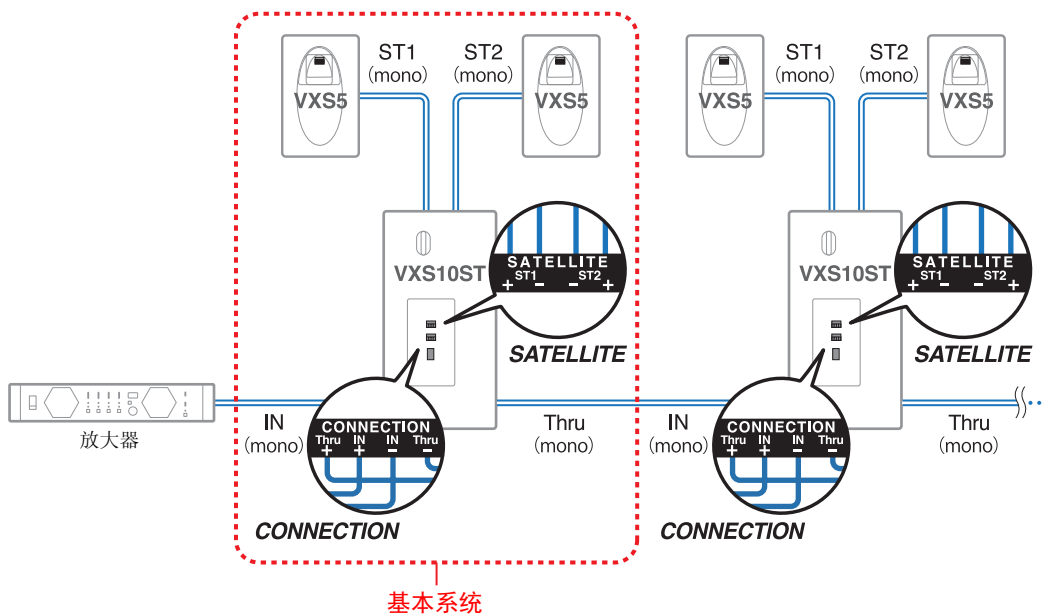 ST1
(mono)
ST2
(mono)
VXS5
VXS5
VXS10ST
SATELLITE
ST1 ST2
+ − − +
SATELLITE
放大器
IN
(mono)
CONNECTION
Thru IN IN Thru
+ + − −
CONNECTION
Thru
(mono)
ST1
(mono)
ST2
(mono)
VXS5
VXS5
VXS10ST
SATELLITE
ST1 ST2
+ − − +
SATELLITE
IN
(mono)
CONNECTION
Thru IN IN Thru
+ + − −
CONNECTION
Thru
(mono)
基本系统